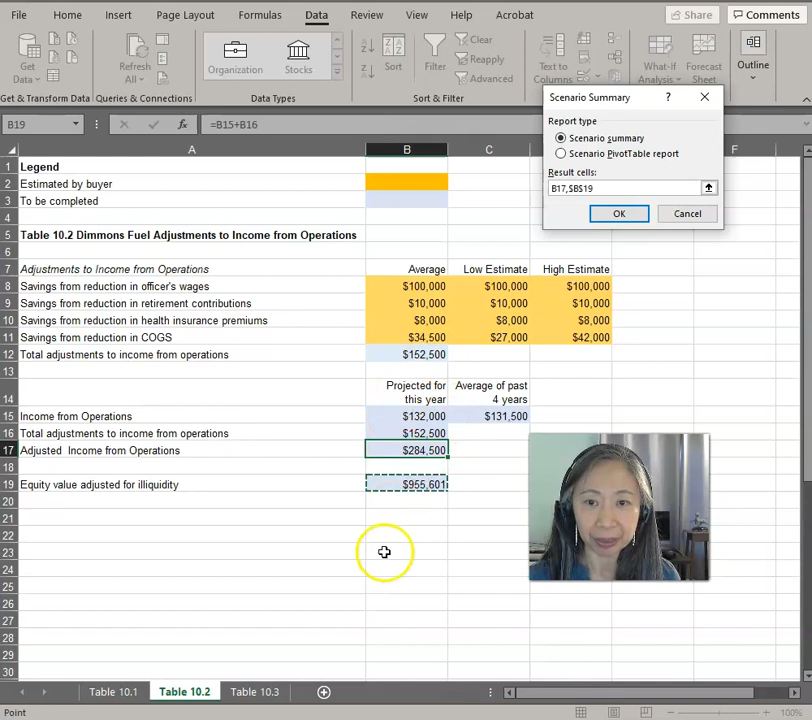 File Home Insert Page Layout Formulas Data Review View Help Acrobat Share Comments
Get Data
Refresh All
Organization Stocks
Sort
Filter
Clear
Reapply
Advanced
Text to Columns
What-If Analysis
Forecast Sheet
Outline
Get & Transform Data Queries & Connections Data Types Sort & Filter
Scenario Summary ? X
Report type
Scenario summary
Scenario PivotTable report
Result cells:
B17,$B$19
OK Cancel
B19 fx =B15+B16
A B C F
1 Legend
2 Estimated by buyer
3 To be completed
4
5 Table 10.2 Dimmons Fuel Adjustments to Income from Operations
6
7 Adjustments to Income from Operations Average Low Estimate High Estimate
8 Savings from reduction in officer's wages $100,000 $100,000 $100,000
9 Savings from reduction in retirement contributions $10,000 $10,000 $10,000
10 Savings from reduction in health insurance premiums $8,000 $8,000 $8,000
11 Savings from reduction in COGS $34,500 $27,000 $42,000
12 Total adjustments to income from operations $152,500
13
14 Projected for this year Average of past 4 years
15 Income from Operations $132,000 $131,500
16 Total adjustments to income from operations $152,500
17 Adjusted Income from Operations $284,500
18
19 Equity value adjusted for illiquidity $955,601
20
21
22
23
24
25
26
27
28
29
30
Table 10.1 Table 10.2 Table 10.3
Point 100%